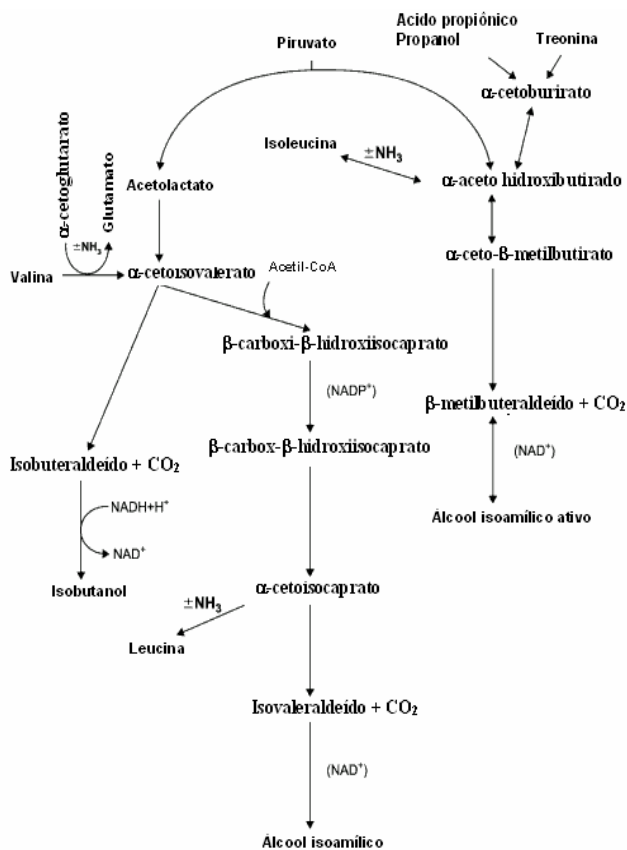 Acido propiônico
Propanol
Treonina
Piruvato
α-cetoburirato
Isoleucina
±NH₃
α-cetoglutarato
Glutamato
Acetolactato
α-aceto hidroxibutirado
±NH₃
Valina
α-cetoisovalerato
Acetil-CoA
α-ceto-β-metilbutirato
β-carboxi-β-hidroxiisocaprato
(NADP⁺)
β-metilbuteraldeído + CO₂
Isobuteraldeído + CO₂
β-carbox-β-hidroxiisocaprato
(NAD⁺)
NADH+H⁺
NAD⁺
Álcool isoamílico ativo
Isobutanol
α-cetoisocaprato
±NH₃
Leucina
Isovaleraldeído + CO₂
(NAD⁺)
Álcool isoamílico